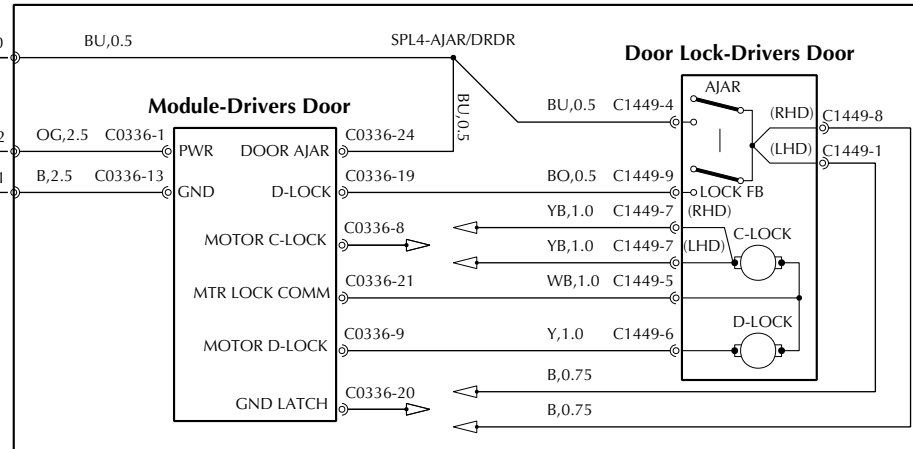 0
BU,0.5
SPL4-AJAR/DRDR
Door Lock-Drivers Door
AJAR
Module-Drivers Door
BU,0.5
BU,0.5 C1449-4
(RHD) C1449-8
2
OG,2.5 C0336-1
PWR
DOOR AJAR
C0336-24
(LHD) C1449-1
1
B,2.5 C0336-13
GND
D-LOCK
C0336-19
BO,0.5 C1449-9
LOCK FB
YB,1.0 C1449-7 (RHD)
MOTOR C-LOCK
C0336-8
YB,1.0 C1449-7 (LHD)
C-LOCK
MTR LOCK COMM
C0336-21
WB,1.0 C1449-5
MOTOR D-LOCK
C0336-9
Y,1.0 C1449-6
D-LOCK
B,0.75
GND LATCH
C0336-20
B,0.75